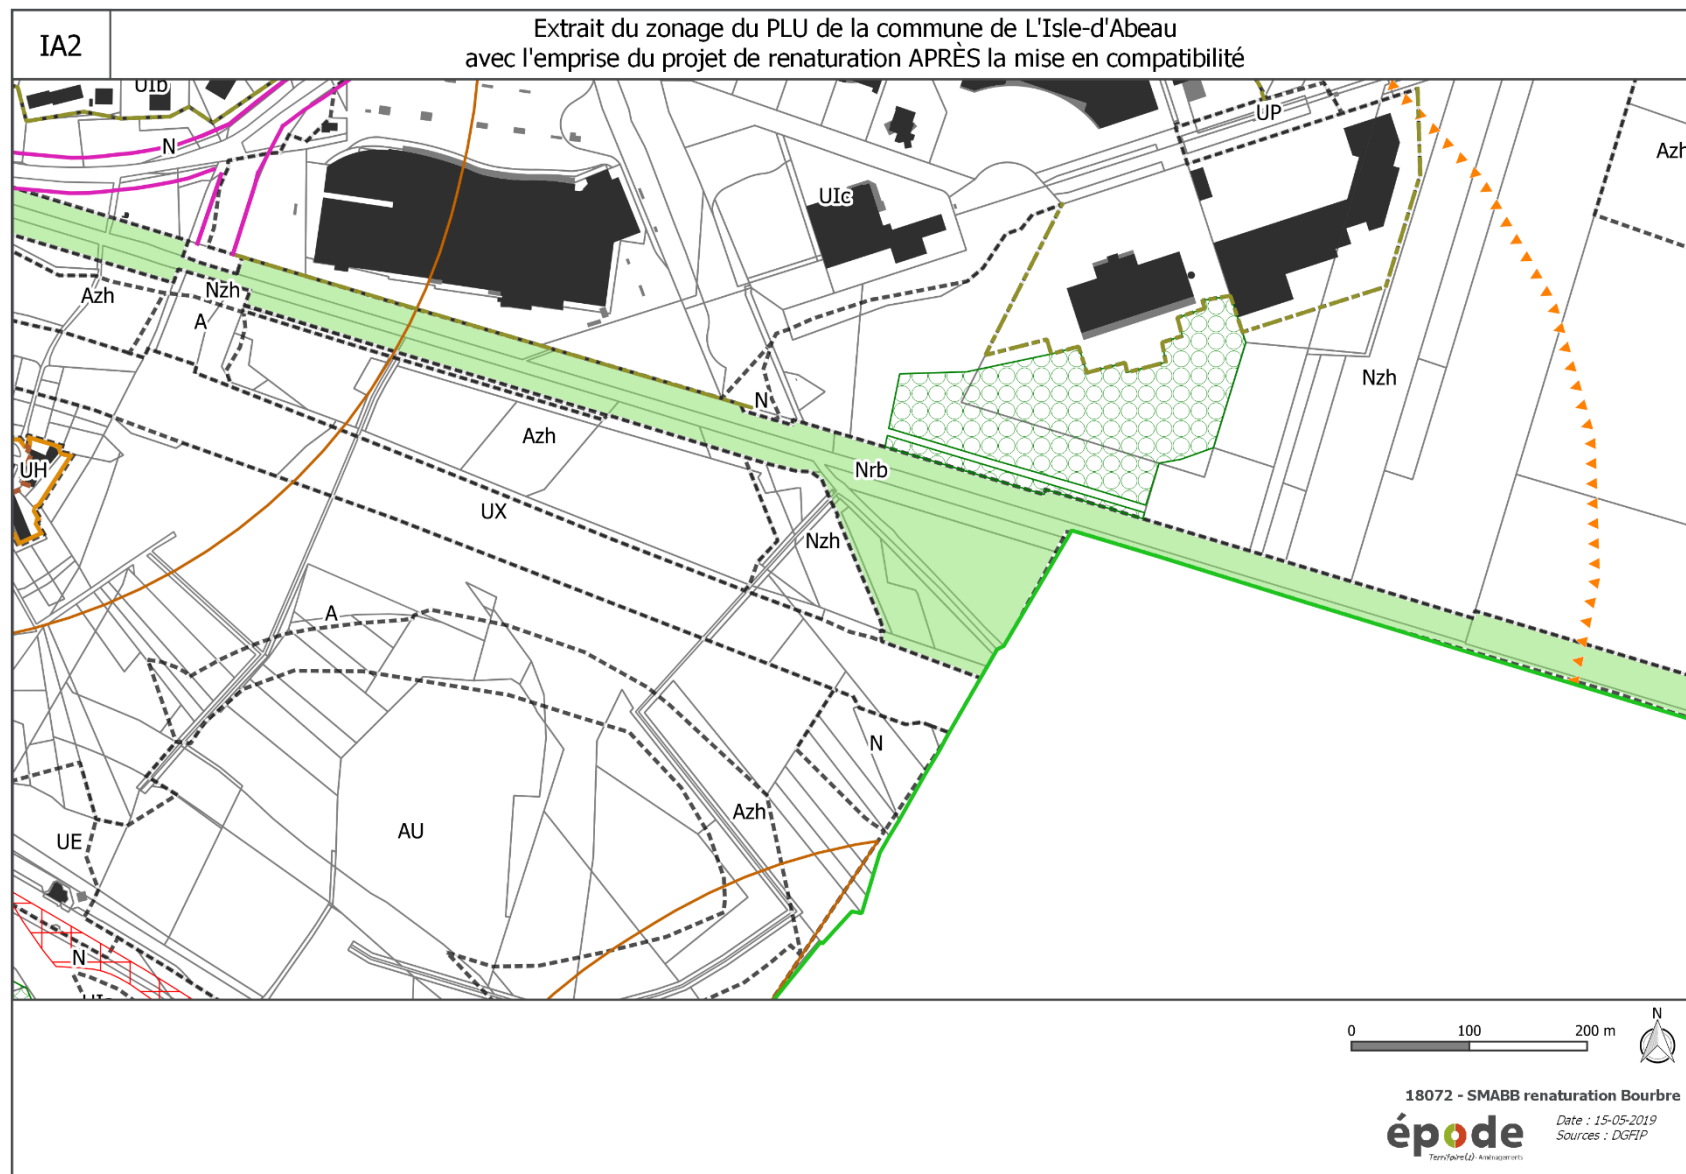 IA2
Extrait du zonage du PLU de la commune de L'Isle-d'Abeau
avec l'emprise du projet de renaturation APRÈS la mise en compatibilité
UIb
UP
N
Azh
UIc
Azh
Nzh
A
Nzh
N
Azh
UH
Nrb
UX
Nzh
A
N
Azh
AU
UE
N
0 100 200 m
N
18072 - SMABB renaturation Bourbre
épode
Territoire(s) - Aménagements
Date : 15-05-2019
Sources : DGFIP